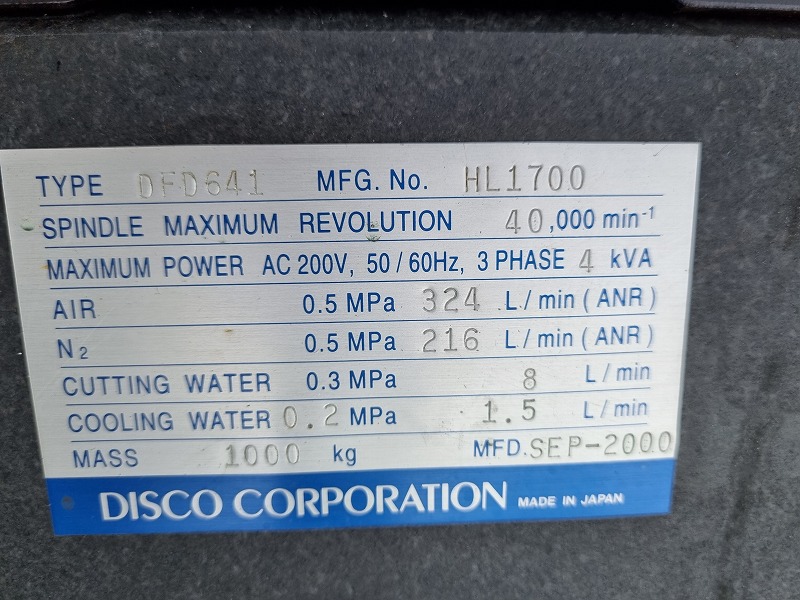 TYPE DFD641 MFG. No. HL1700
SPINDLE MAXIMUM REVOLUTION 40,000 min⁻¹
MAXIMUM POWER AC 200V, 50 / 60Hz, 3 PHASE 4 kVA
AIR 0.5 MPa 324 L / min ( ANR )
N₂ 0.5 MPa 216 L / min ( ANR )
CUTTING WATER 0.3 MPa 8 L / min
COOLING WATER 0.2 MPa 1.5 L / min
MASS 1000 kg MFD. SEP-2000
DISCO CORPORATION MADE IN JAPAN